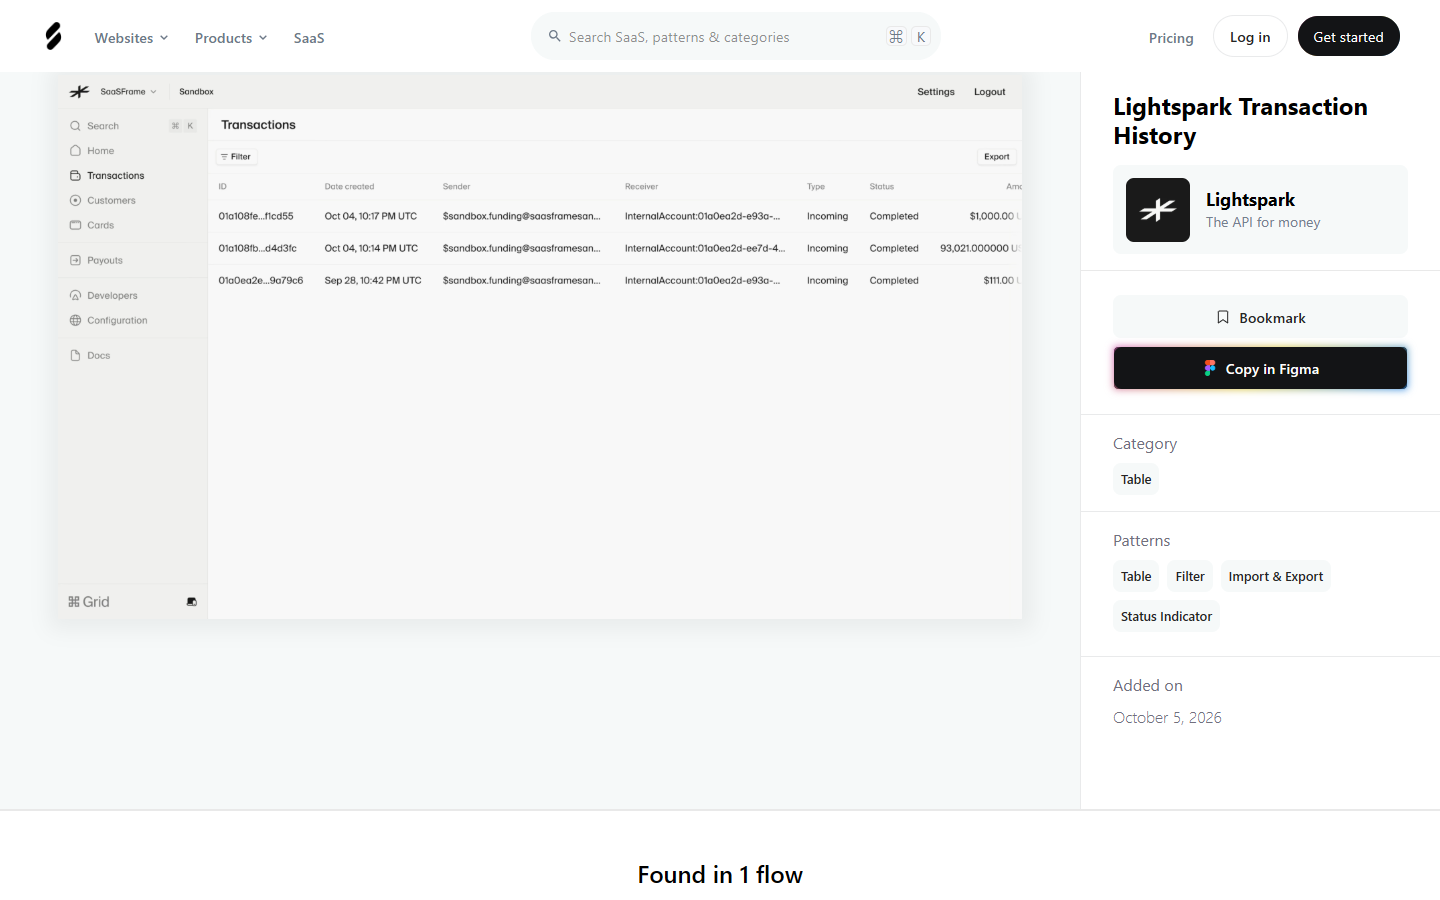 Websites Products SaaS Search SaaS, patterns & categories ⌘ K Pricing Log in Get started
SaaSFrame Sandbox Settings Logout
Search ⌘ K
Home
Transactions
Customers
Cards
Payouts
Developers
Configuration
Docs
Grid
Transactions
Filter Export
ID Date created Sender Receiver Type Status Amo
01a108fe...f1cd55 Oct 04, 10:17 PM UTC $sandbox.funding@saasframesan... InternalAccount:01a0ea2d-e93a-... Incoming Completed $1,000.00 U
01a108fb...d4d3fc Oct 04, 10:14 PM UTC $sandbox.funding@saasframesan... InternalAccount:01a0ea2d-ee7d-4... Incoming Completed 93,021.000000 US
01a0ea2e...9a79c6 Sep 28, 10:42 PM UTC $sandbox.funding@saasframesan... InternalAccount:01a0ea2d-e93a-... Incoming Completed $111.00
Lightspark Transaction
History
Lightspark
The API for money
Bookmark
Copy in Figma
Category
Table
Patterns
Table Filter Import & Export
Status Indicator
Added on
October 5, 2026
Found in 1 flow